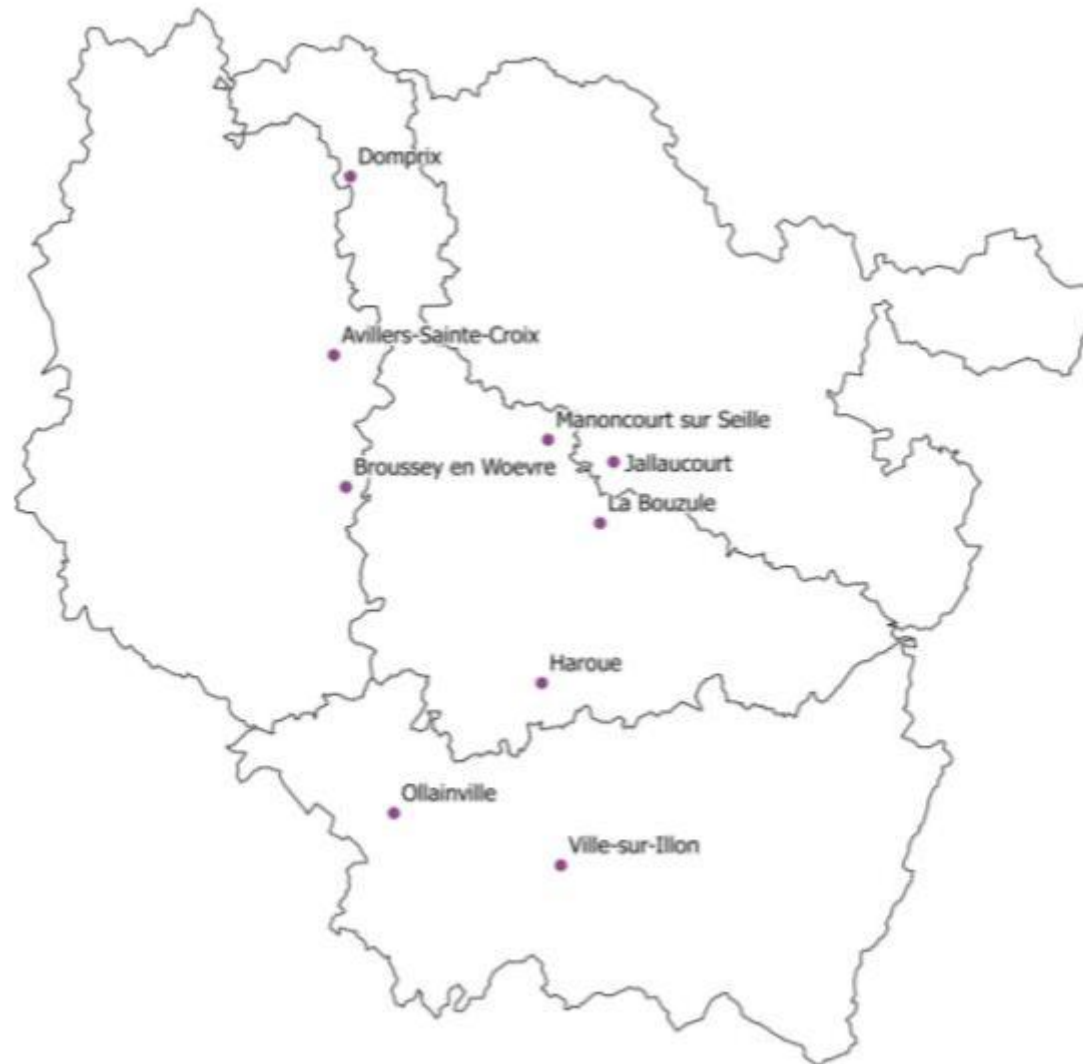 Domprix
Avillers-Sainte-Croix
Manoncourt sur Seille
Jallaucourt
Broussey en Woevre
La Bouzule
Haroue
Ollainville
Ville-sur-Illon